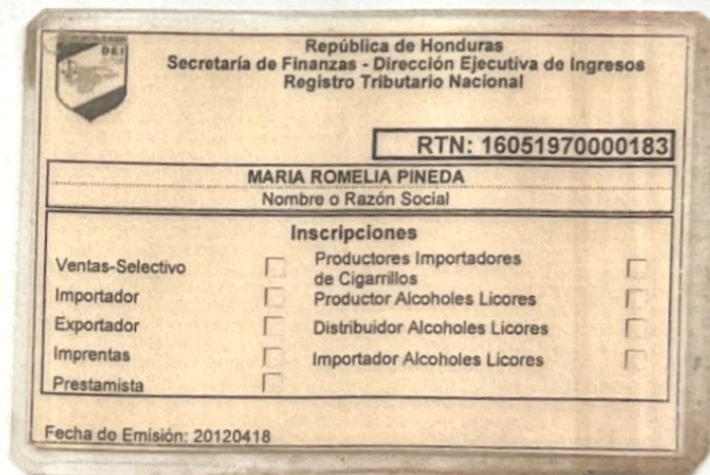 DEI
República de Honduras
Secretaría de Finanzas - Dirección Ejecutiva de Ingresos
Registro Tributario Nacional
RTN: 16051970000183
MARIA ROMELIA PINEDA
Nombre o Razón Social
Inscripciones
Ventas-Selectivo
Productores Importadores
de Cigarrillos
Importador
Productor Alcoholes Licores
Exportador
Distribuidor Alcoholes Licores
Imprentas
Importador Alcoholes Licores
Prestamista
Fecha de Emisión: 20120418